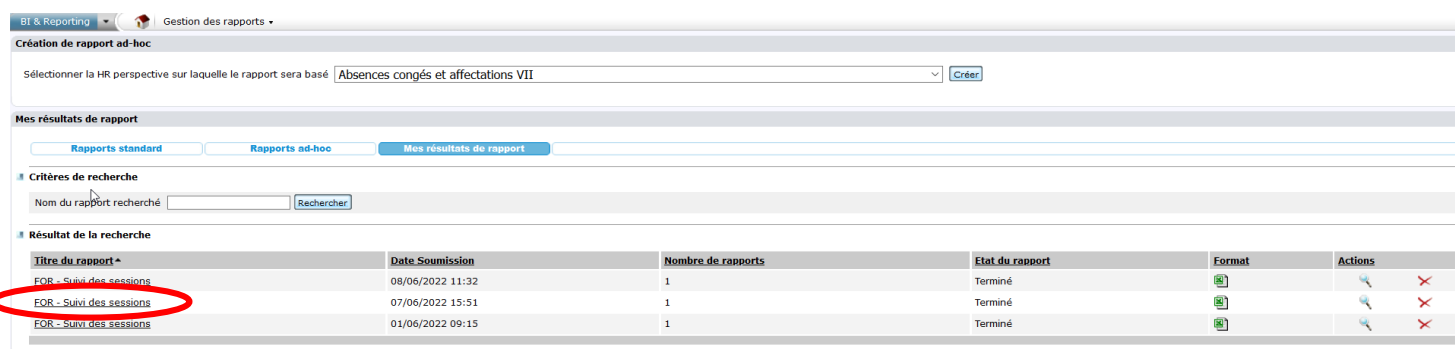 BI & Reporting Gestion des rapports
Création de rapport ad-hoc
Sélectionner la HR perspective sur laquelle le rapport sera basé Absences congés et affectations VII Créer
Mes résultats de rapport
Rapports standard Rapports ad-hoc Mes résultats de rapport
Critères de recherche
Nom du rapport recherché Rechercher
Résultat de la recherche
Titre du rapport Date Soumission Nombre de rapports Etat du rapport Format Actions
FOR - Suivi des sessions 08/06/2022 11:32 1 Terminé
FOR - Suivi des sessions 07/06/2022 15:51 1 Terminé
FOR - Suivi des sessions 01/06/2022 09:15 1 Terminé